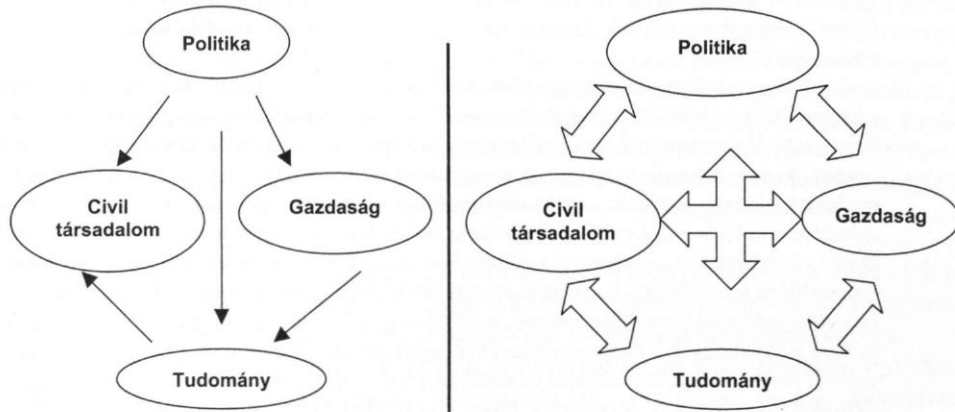 Politika
Civil
társadalom
Gazdaság
Tudomány
Politika
Civil
társadalom
Gazdaság
Tudomány